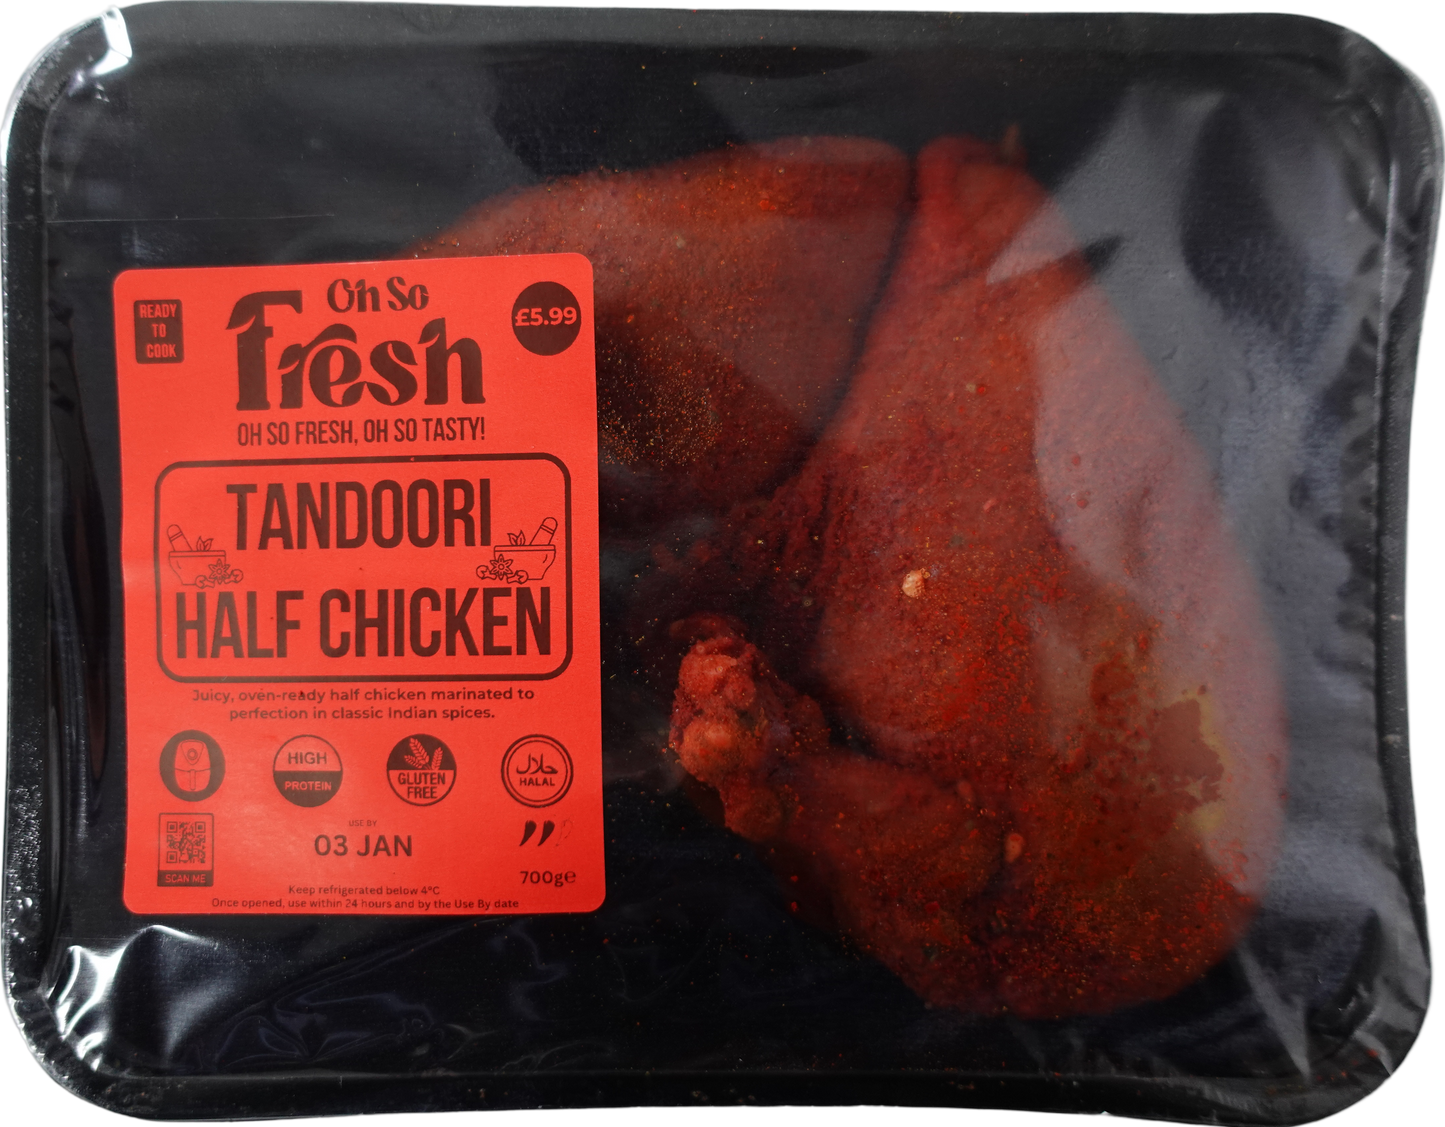 READY
TO
COOK
Oh So
fresh
£5.99
OH SO FRESH, OH SO TASTY!
TANDOORI
HALF CHICKEN
Juicy, oven-ready half chicken marinated to
perfection in classic Indian spices.
HIGH
PROTEIN
GLUTEN
FREE
حلال
HALAL
SCAN ME
USE BY
03 JAN
700g℮
Keep refrigerated below 4°C
Once opened, use within 24 hours and by the Use By date